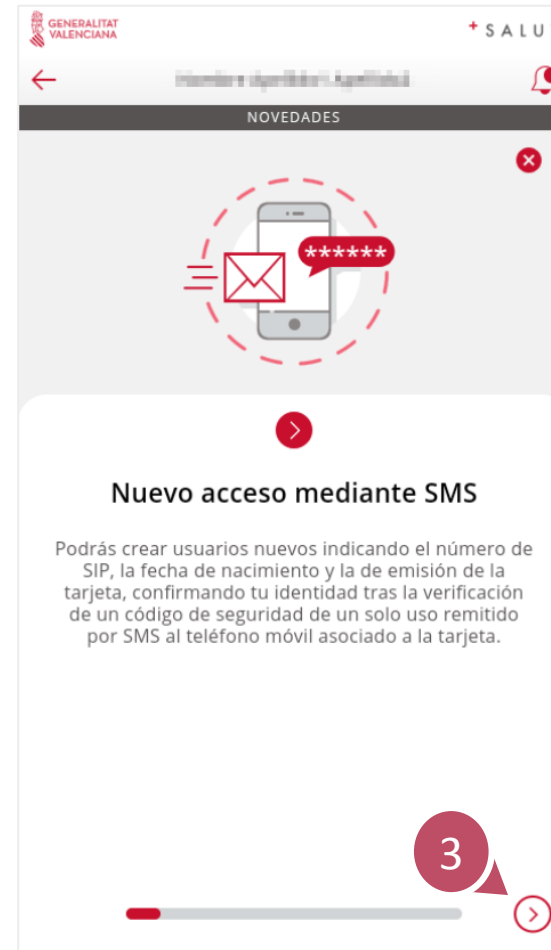 GENERALITAT
VALENCIANA
+ S A L U
NOVEDADES
******
Nuevo acceso mediante SMS
Podrás crear usuarios nuevos indicando el número de
SIP, la fecha de nacimiento y la de emisión de la
tarjeta, confirmando tu identidad tras la verificación
de un código de seguridad de un solo uso remitido
por SMS al teléfono móvil asociado a la tarjeta.
3